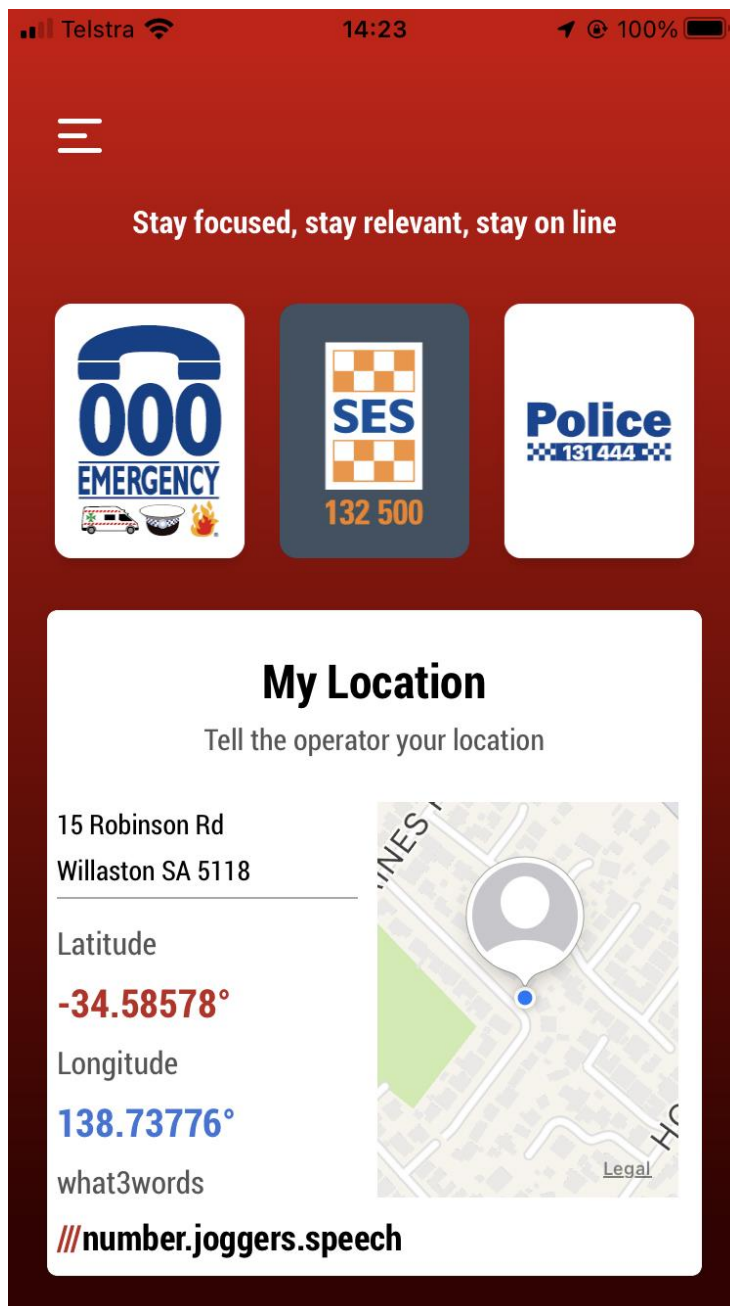 Telstra 14:23 100%
Stay focused, stay relevant, stay on line
000
EMERGENCY
SES
132 500
Police
131 444
My Location
Tell the operator your location
15 Robinson Rd
Willaston SA 5118
Latitude
-34.58578°
Longitude
138.73776°
what3words
///number.joggers.speech
INES
HO
Legal